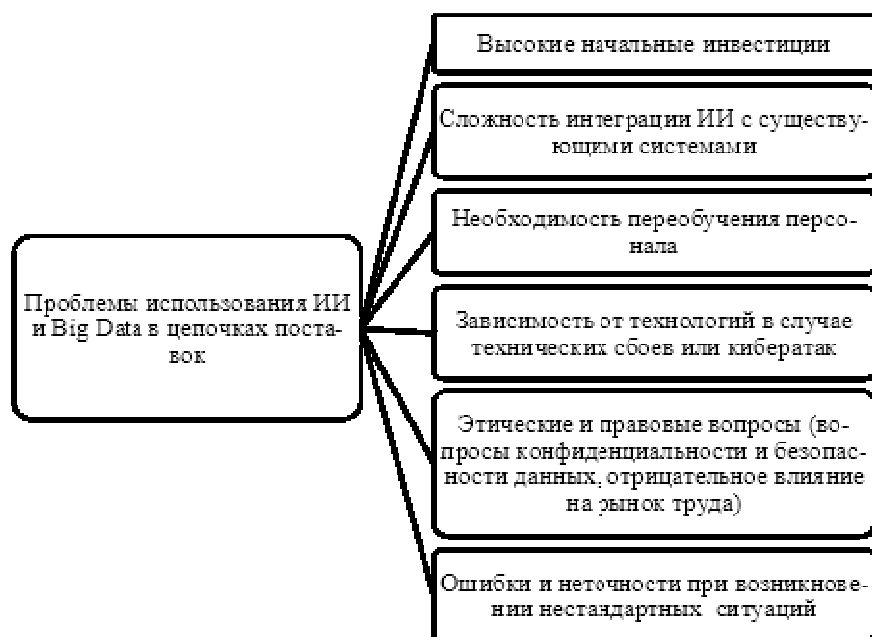 Высокие начальные инвестиции
Сложность интеграции ИИ с существу-
ющими системами
Необходимость переобучения персо-
нала
Проблемы использования ИИ
и Big Data в цепочках поста-
вок
Зависимость от технологий в случае
технических сбоев или кибератак
Этические и правовые вопросы (во-
просы конфиденциальности и безопас-
ности данных, отрицательное влияние
на рынок труда)
Ошибки и неточности при возникнове-
нии нестандартных ситуаций